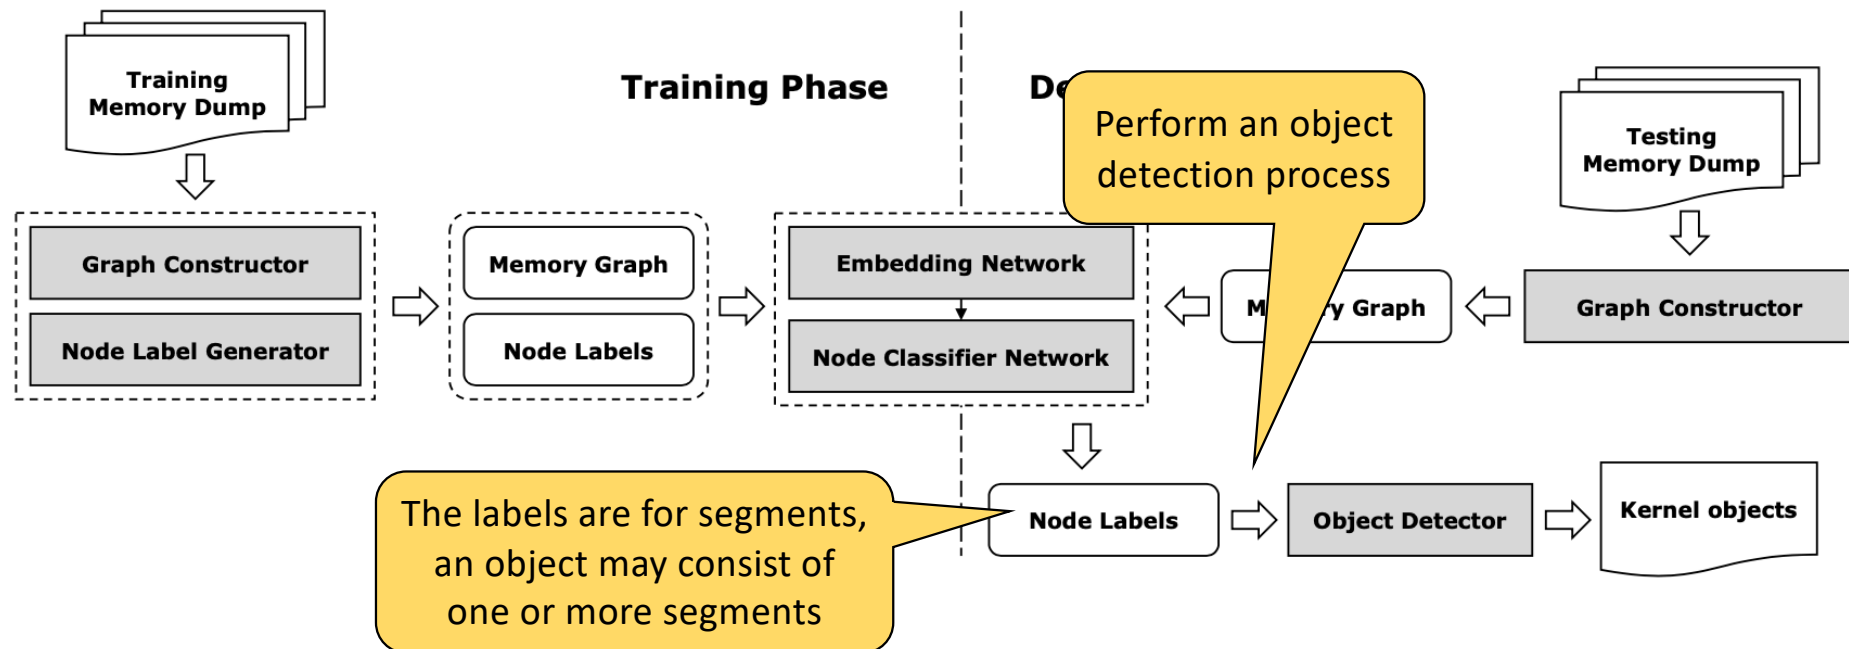 Training
Memory Dump
Training Phase
Perform an object
detection process
Testing
Memory Dump
Graph Constructor
Node Label Generator
Memory Graph
Node Labels
Embedding Network
Node Classifier Network
Graph
Graph Constructor
The labels are for segments,
an object may consist of
one or more segments
Node Labels
Object Detector
Kernel objects